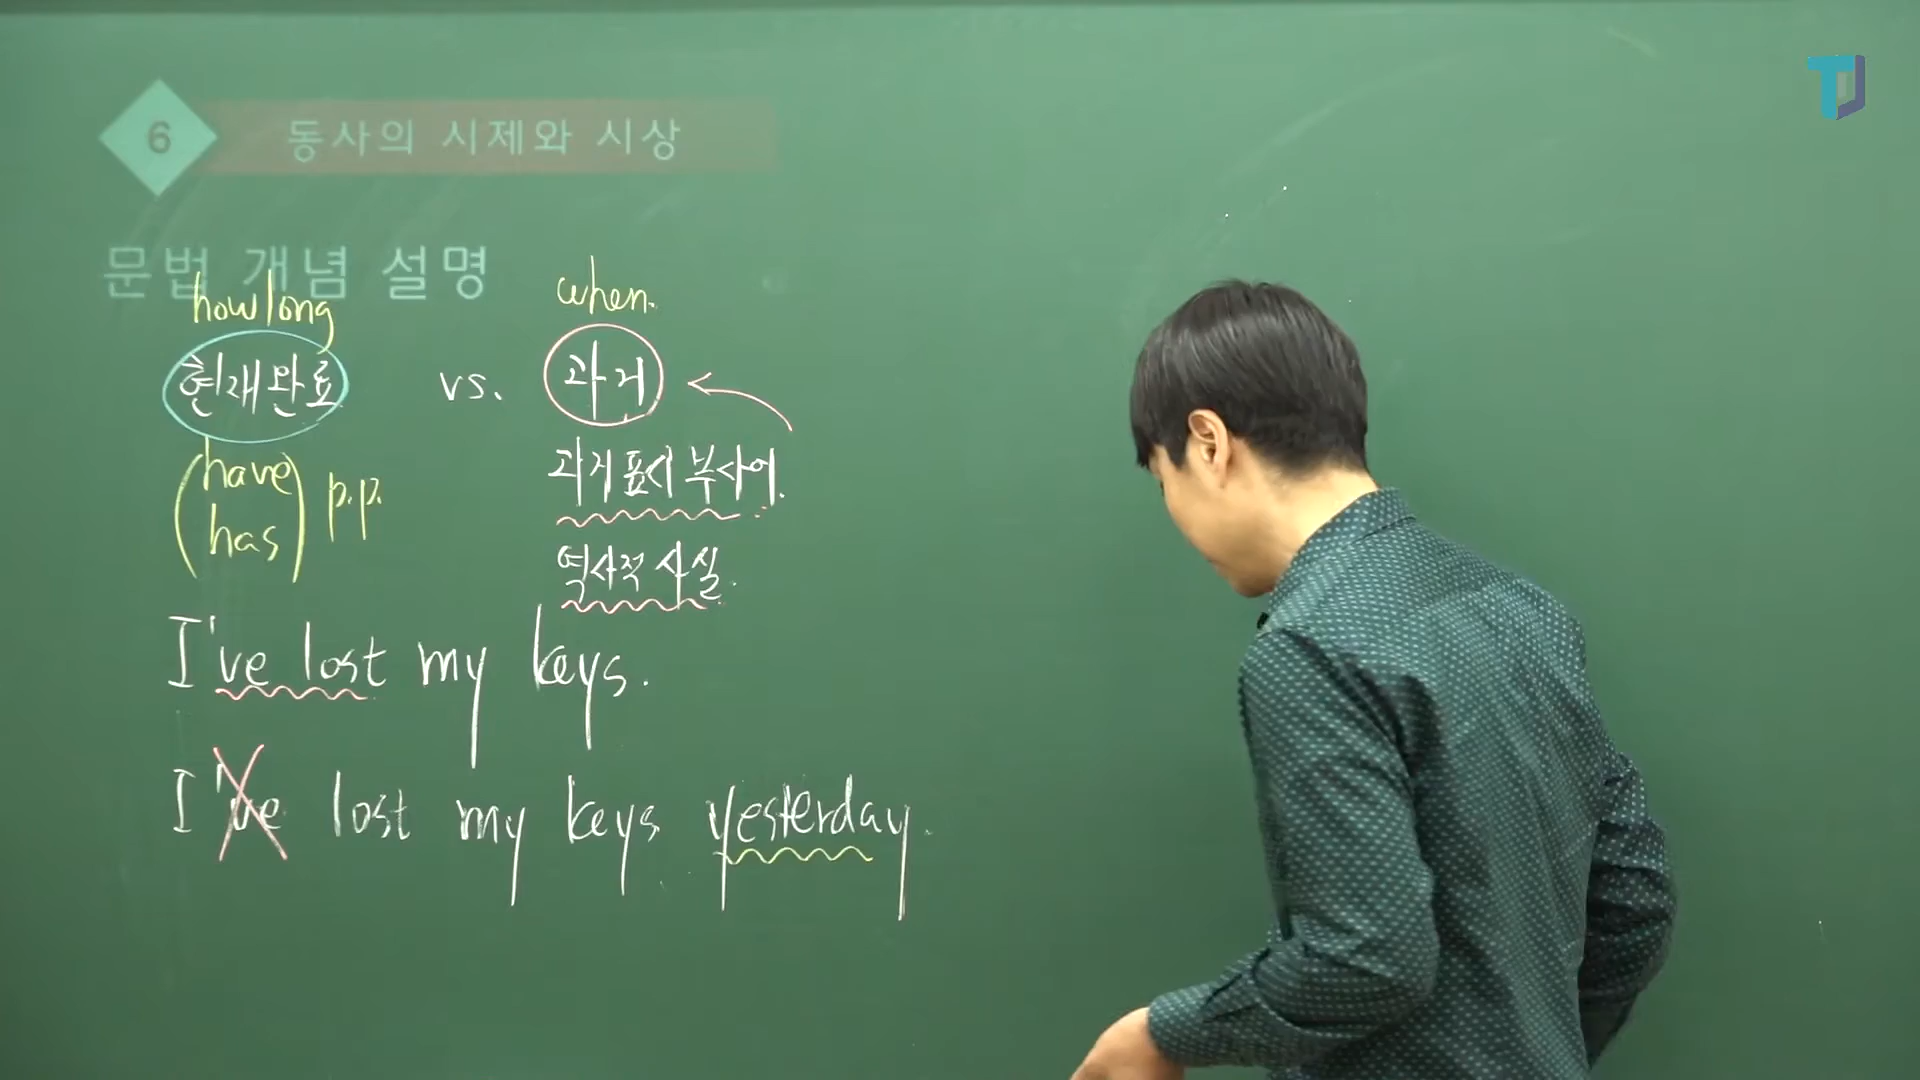 TJ
6 동사의 시제와 시상
문법 개념 설명
how long when.
현재완료 vs. 과거
(have has) p.p.
과거 표시 부사어.
역사적 사실.
I've lost my keys.
I've lost my keys yesterday.